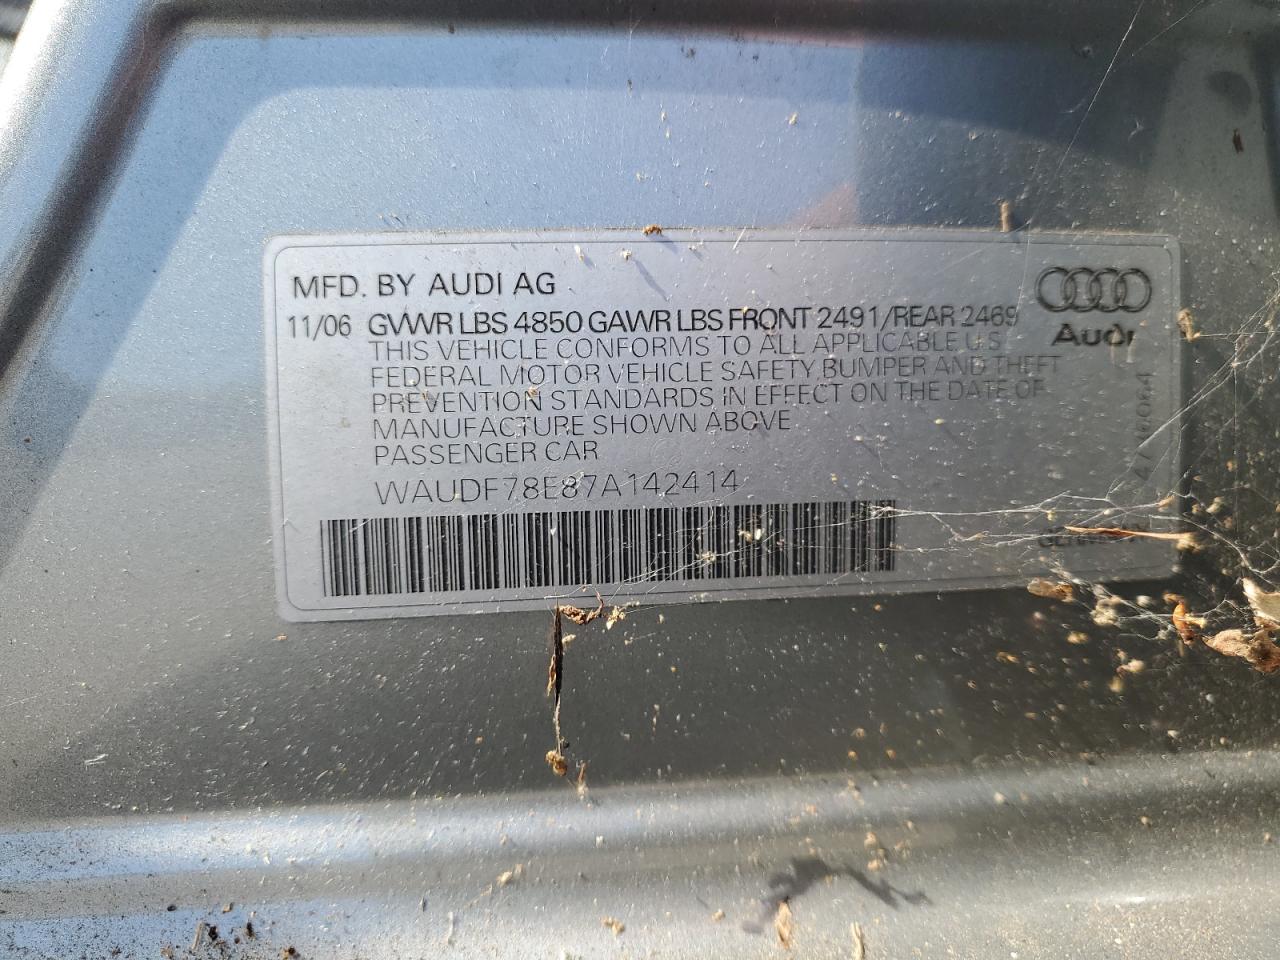 MFD. BY AUDI AG
11/06 GVWR LBS 4850 GAWR LBS FRONT 2491/REAR 2469
Audi
THIS VEHICLE CONFORMS TO ALL APPLICABLE U.S
FEDERAL MOTOR VEHICLE SAFETY, BUMPER AND THEFT
PREVENTION STANDARDS IN EFFECT ON THE DATE OF
MANUFACTURE SHOWN ABOVE
PASSENGER CAR
WAUDF78E87A142414